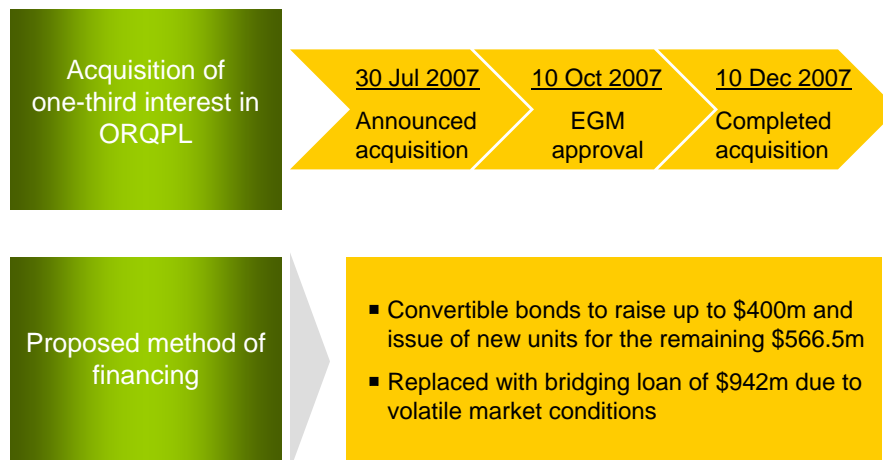 Acquisition of
one-third interest in
ORQPL
30 Jul 2007
Announced
acquisition
10 Oct 2007
EGM
approval
10 Dec 2007
Completed
acquisition
Proposed method of
financing
▪ Convertible bonds to raise up to $400m and
issue of new units for the remaining $566.5m
▪ Replaced with bridging loan of $942m due to
volatile market conditions